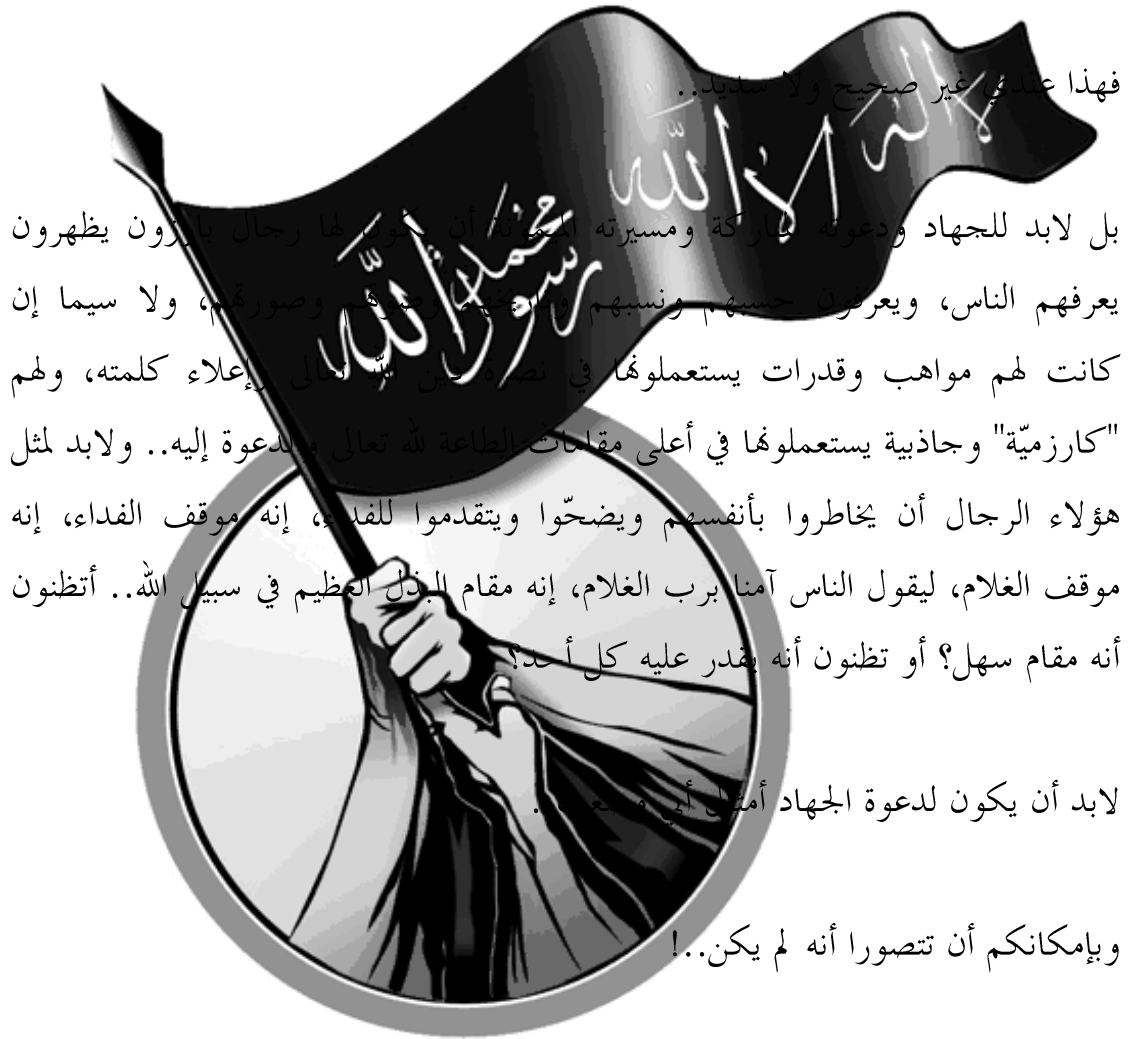 فهذا عندي غير صحيح ولا سديد..
لا إله إلا الله
محمد رسول الله
بل لابد للجهاد ودعوته المباركة ومسيرته الميمونة أن يكون لها رجال بارزون يظهرون
يعرفهم الناس، ويعرفون حسبهم ونسبهم وتاريخهم وصوتهم وصورتهم، ولا سيما إن
كانت لهم مواهب وقدرات يستعملونها في نصرة دين الله تعالى وإعلاء كلمته، ولهم
"كارزميّة" وجاذبية يستعملونها في أعلى مقامات الطاعة لله تعالى والدعوة إليه.. ولابد لمثل
هؤلاء الرجال أن يخاطروا بأنفسهم ويضحّوا ويتقدموا للفداء، إنه موقف الفداء، إنه
موقف الغلام، ليقول الناس آمنا برب الغلام، إنه مقام البذل العظيم في سبيل الله.. أتظنون
أنه مقام سهل؟ أو تظنون أنه يقدر عليه كل أحد؟
لابد أن يكون لدعوة الجهاد أمثال أبي
وبإمكانكم أن تتصورا أنه لم يكن..!